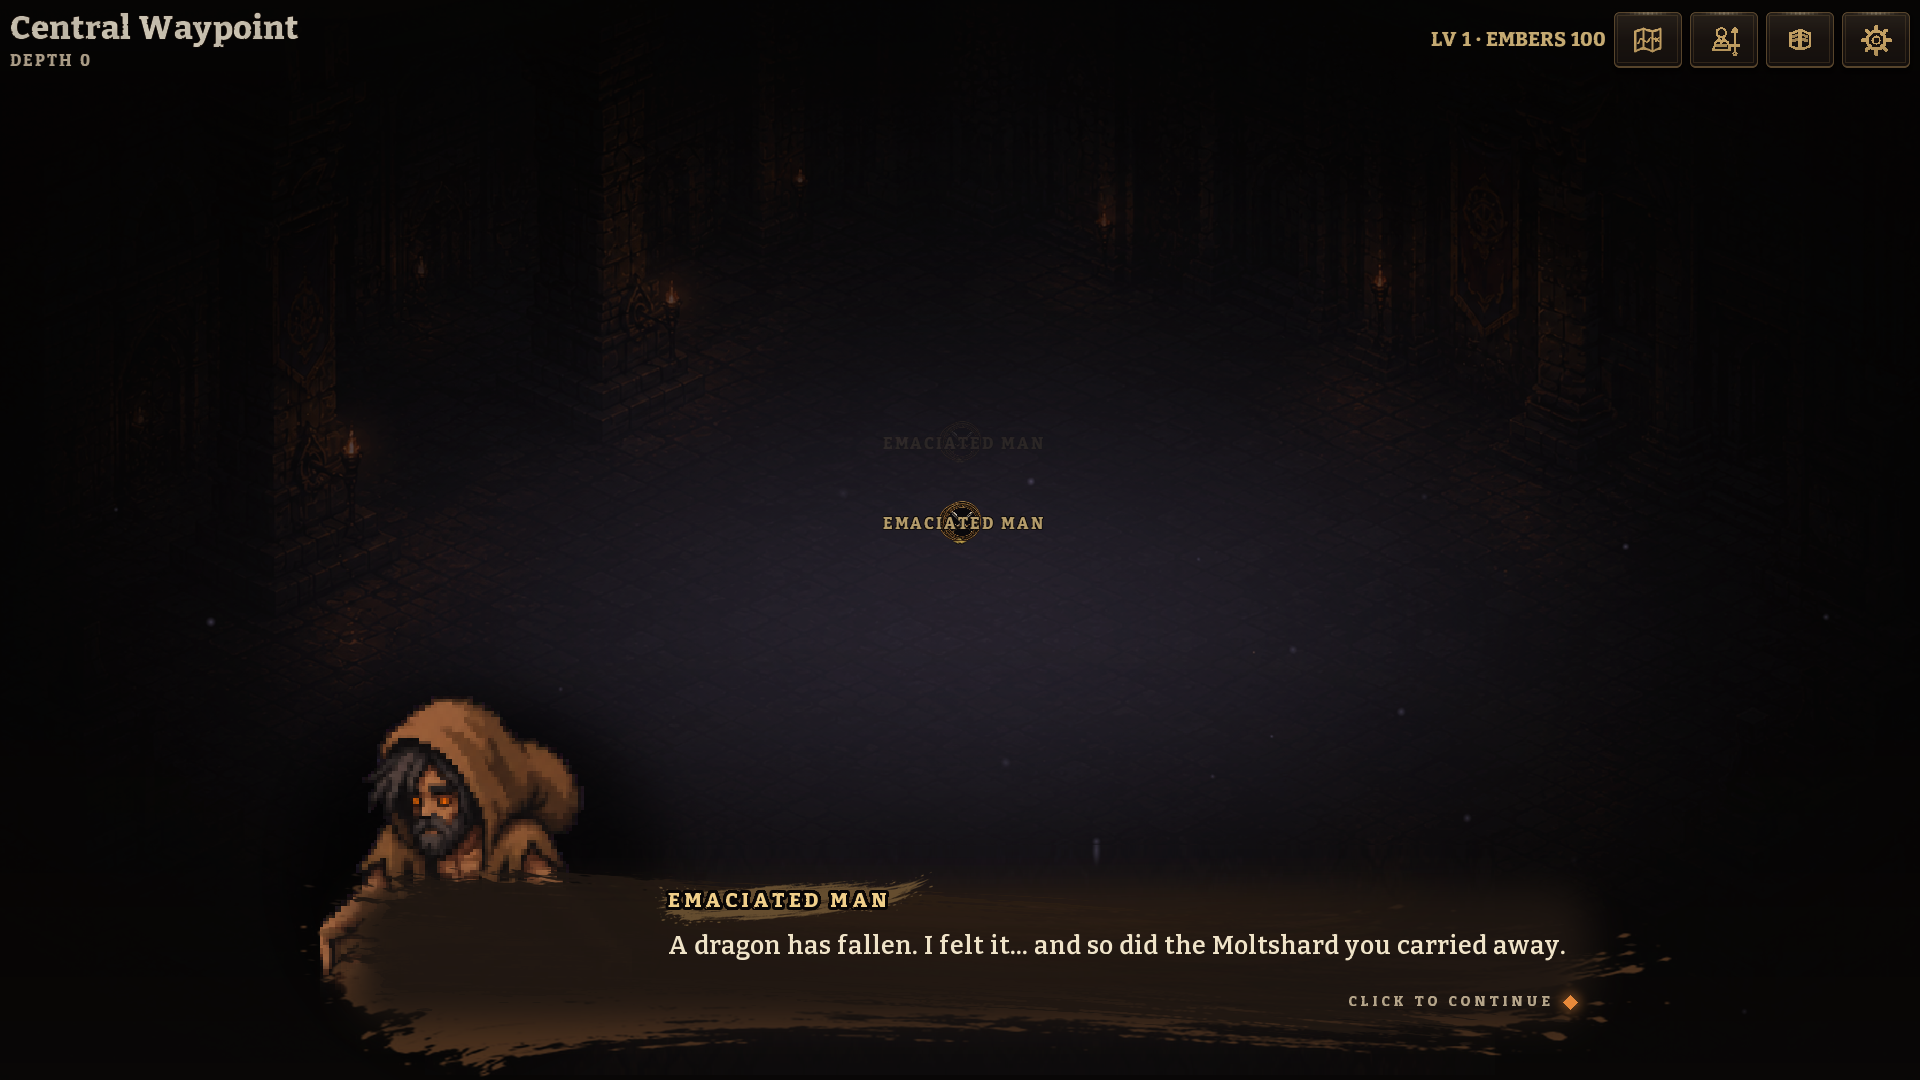 Central Waypoint
DEPTH 0
LV 1 · EMBERS 100
EMACIATED MAN
EMACIATED MAN
EMACIATED MAN
A dragon has fallen. I felt it... and so did the Moltshard you carried away.
CLICK TO CONTINUE